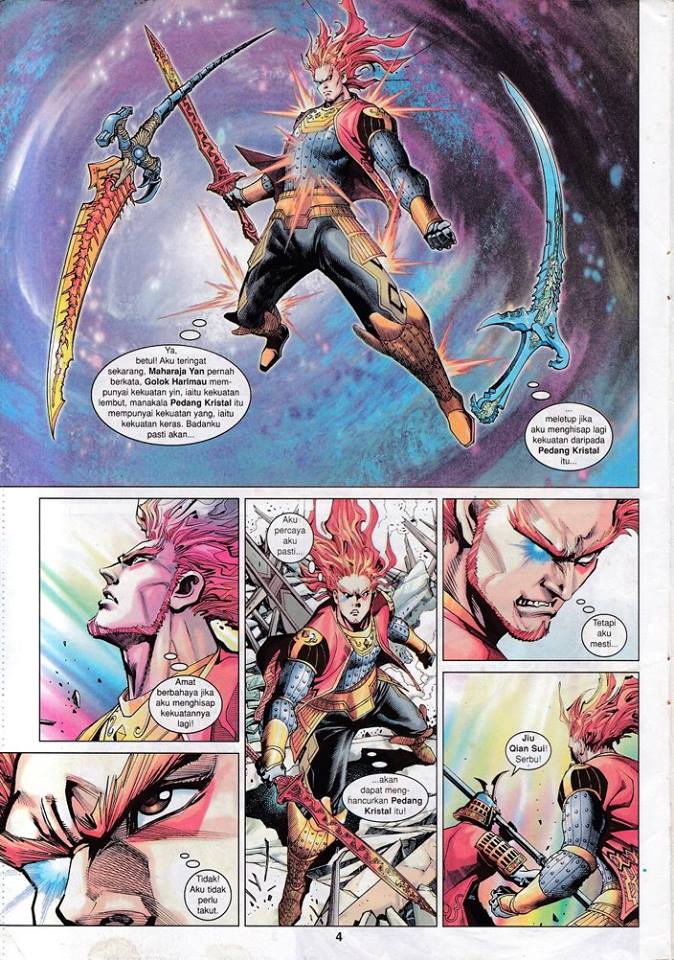 Ya,
betul! Aku teringat
sekarang, Maharaja Yan pernah
berkata, Golok Harimau mem-
punyai kekuatan yin, iaitu kekuatan
lembut, manakala Pedang Kristal itu
mempunyai kekuatan yang, iaitu
kekuatan keras. Badanku
pasti akan...
...
meletup jika
aku menghisap lagi
kekuatan daripada
Pedang Kristal
itu...
Amat
berbahaya jika
aku menghisap
kekuatannya
lagi!
Aku
percaya
aku
pasti...
...akan
dapat meng-
hancurkan Pedang
Kristal itu!
Tetapi
aku
mesti...
Tidak!
Aku tidak
perlu
takut.
Jiu
Qian Sui!
Serbu!
4